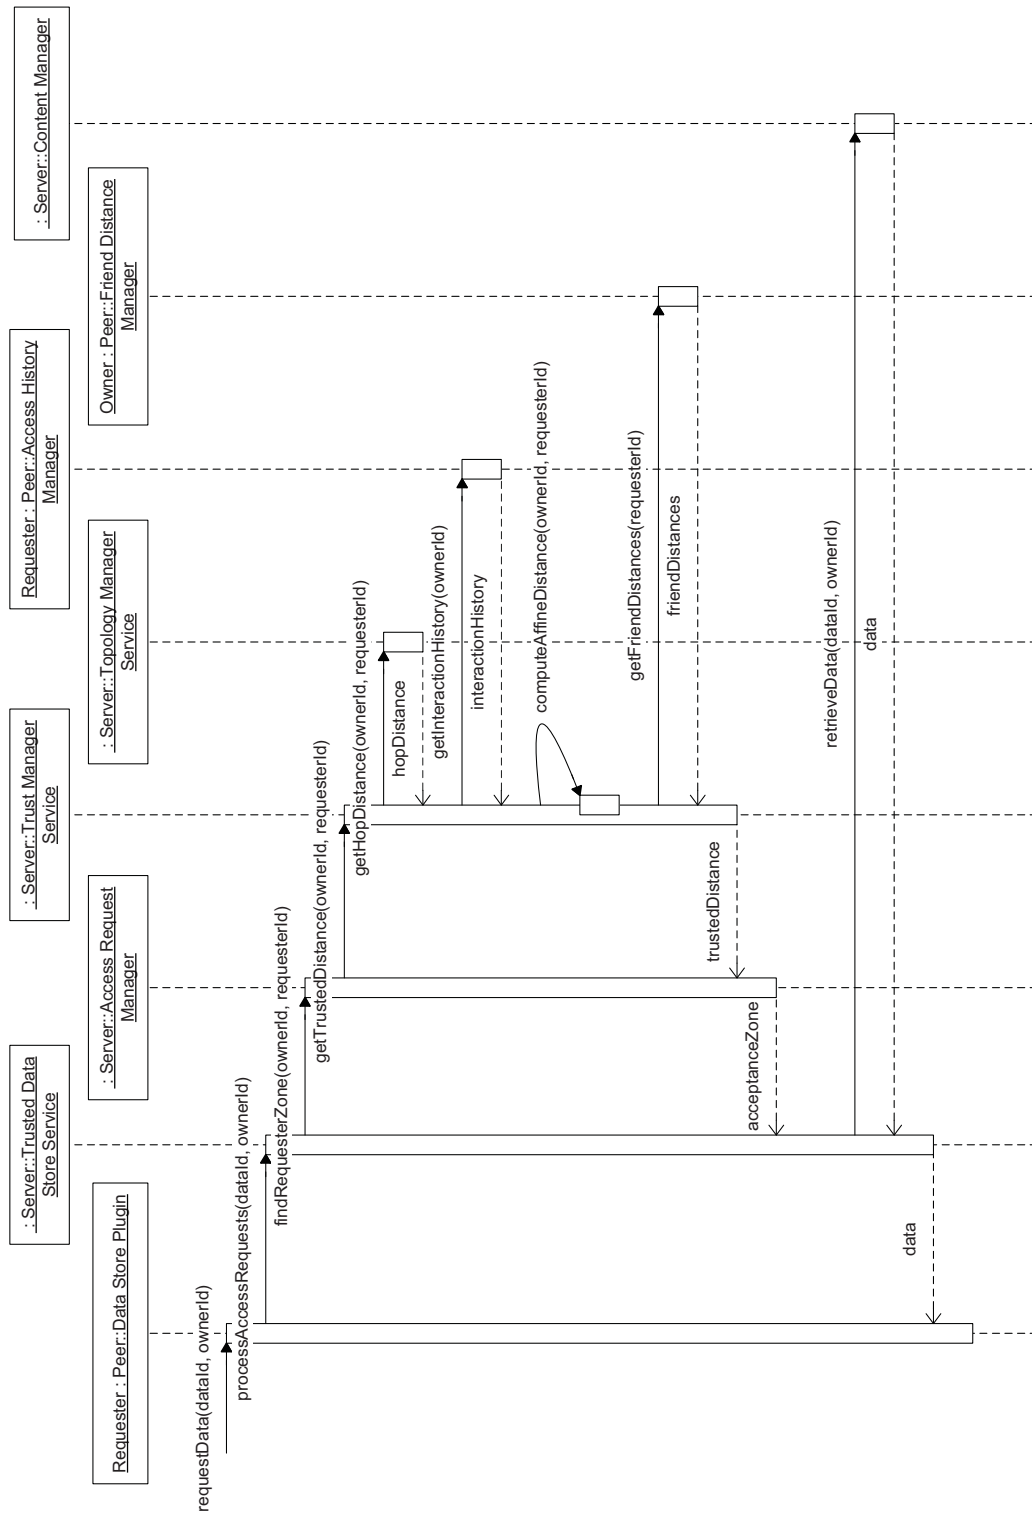 Requester : Peer::Data Store Plugin
: Server::Trusted Data
Store Service
: Server::Access Request
Manager
: Server::Trust Manager
Service
: Server::Topology Manager
Service
Requester : Peer::Access History
Manager
Owner : Peer::Friend Distance
Manager
: Server::Content Manager
requestData(dataId, ownerId)
processAccessRequests(dataId, ownerId)
findRequesterZone(ownerId, requesterId)
getTrustedDistance(ownerId, requesterId)
getHopDistance(ownerId, requesterId)
hopDistance
getInteractionHistory(ownerId)
interactionHistory
computeAffineDistance(ownerId, requesterId)
getFriendDistances(requesterId)
friendDistances
trustedDistance
acceptanceZone
retrieveData(dataId, ownerId)
data
data